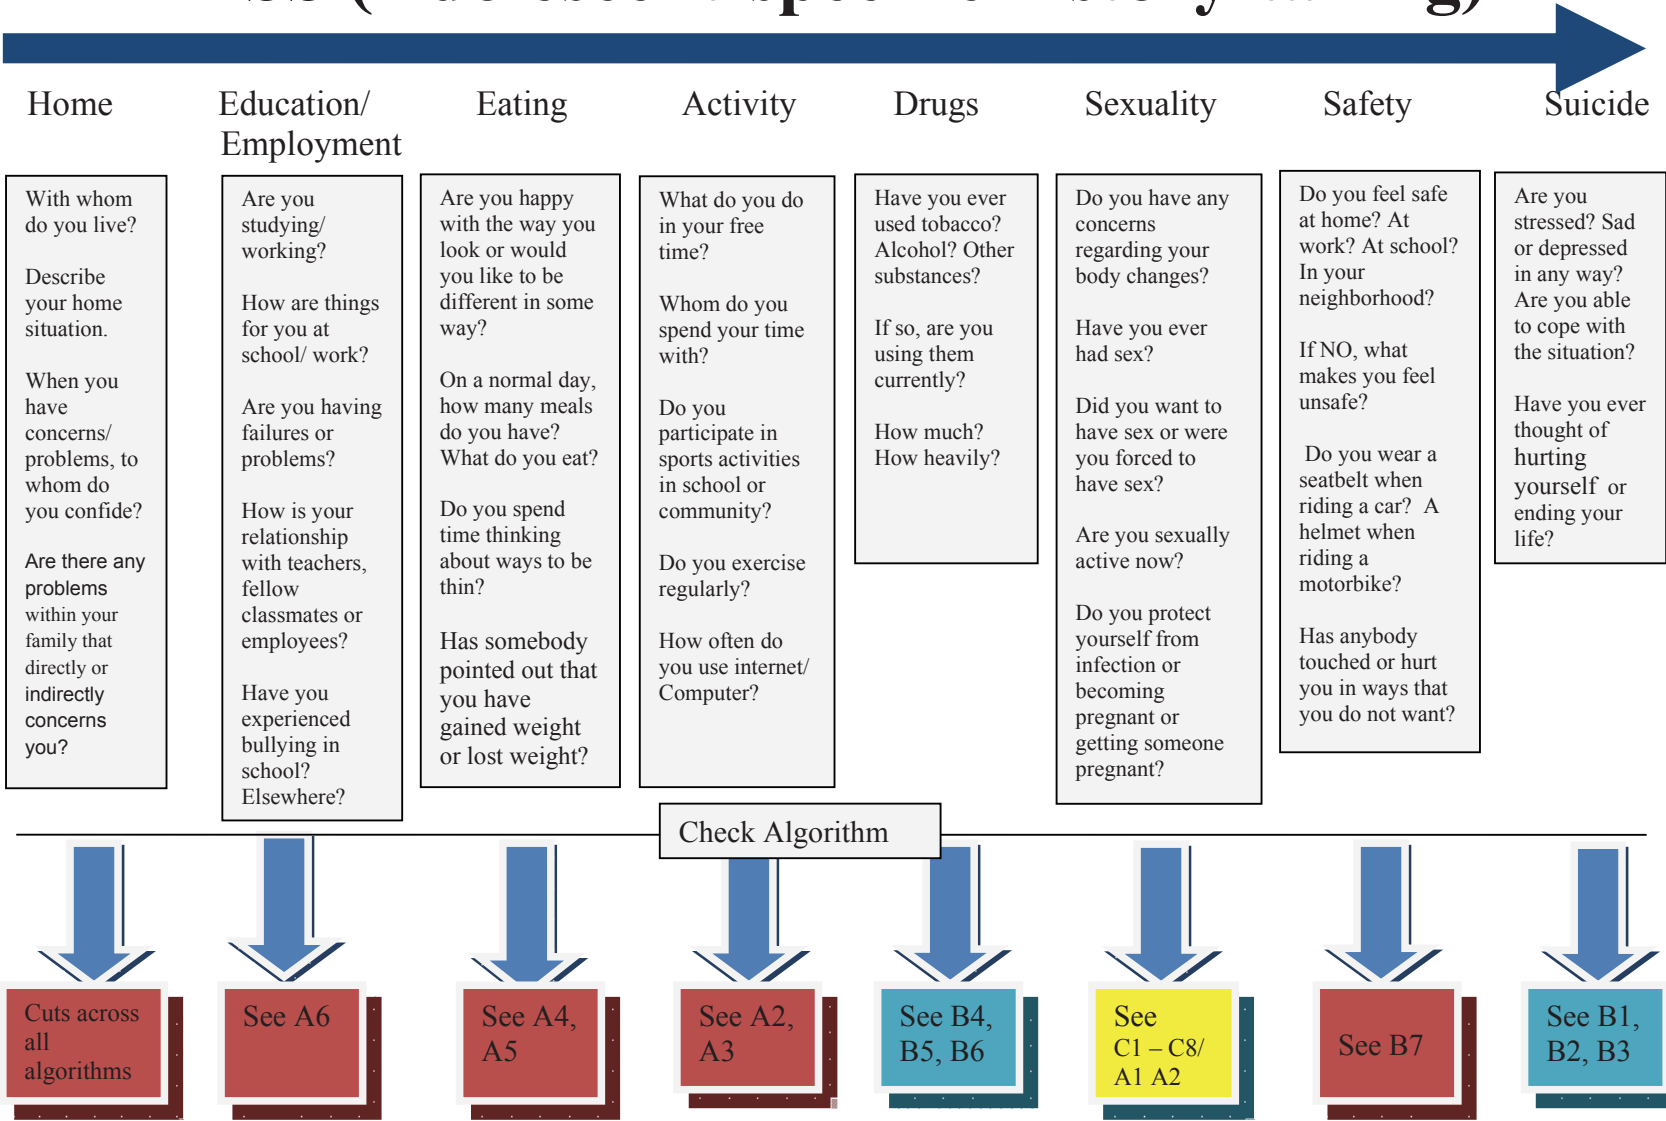 Home
Education/
Employment
Eating
Activity
Drugs
Sexuality
Safety
Suicide
With whom
do you live?
Describe
your home
situation.
When you
have
concerns/
problems, to
whom do
you confide?
Are there any
problems
within your
family that
directly or
indirectly
concerns
you?
Are you
studying/
working?
How are things
for you at
school/ work?
Are you having
failures or
problems?
How is your
relationship
with teachers,
fellow
classmates or
employees?
Have you
experienced
bullying in
school?
Elsewhere?
Are you happy
with the way you
look or would
you like to be
different in some
way?
On a normal day,
how many meals
do you have?
What do you eat?
Do you spend
time thinking
about ways to be
thin?
Has somebody
pointed out that
you have
gained weight
or lost weight?
What do you do
in your free
time?
Whom do you
spend your time
with?
Do you
participate in
sports activities
in school or
community?
Do you exercise
regularly?
How often do
you use internet/
Computer?
Have you ever
used tobacco?
Alcohol? Other
substances?
If so, are you
using them
currently?
How much?
How heavily?
Do you have any
concerns
regarding your
body changes?
Have you ever
had sex?
Did you want to
have sex or were
you forced to
have sex?
Are you sexually
active now?
Do you protect
yourself from
infection or
becoming
pregnant or
getting someone
pregnant?
Do you feel safe
at home? At
work? At school?
In your
neighborhood?
If NO, what
makes you feel
unsafe?
Do you wear a
seatbelt when
riding a car? A
helmet when
riding a
motorbike?
Has anybody
touched or hurt
you in ways that
you do not want?
Are you
stressed? Sad
or depressed
in any way?
Are you able
to cope with
the situation?
Have you ever
thought of
hurting
yourself or
ending your
life?
Check Algorithm
Cuts across
all
algorithms
See A6
See A4,
A5
See A2,
A3
See B4,
B5, B6
See
C1 – C8/
A1 A2
See B7
See B1,
B2, B3